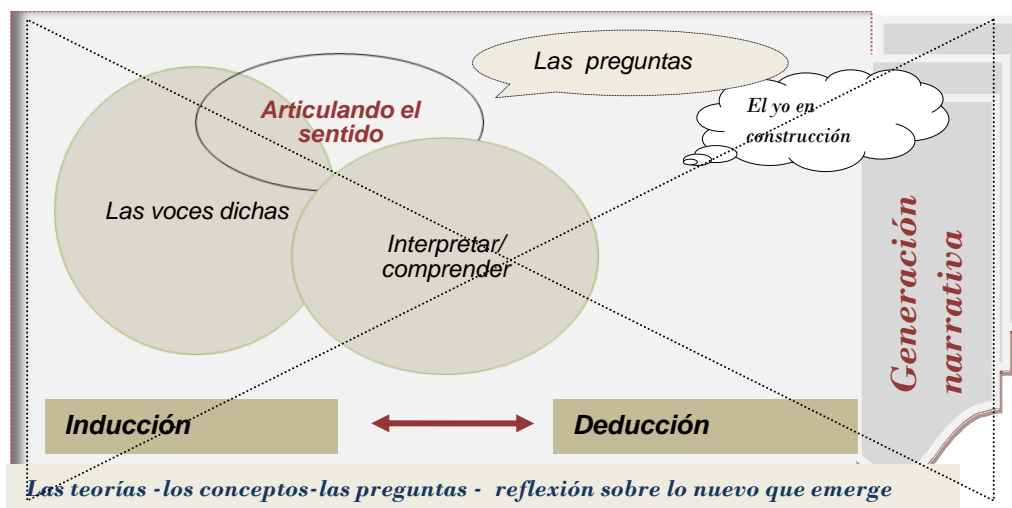 Las preguntas
Articulando el
sentido
El yo en
construcción
Las voces dichas
Interpretar/
comprender
Generación
narrativa
Inducción
Deducción
Las teorías -los conceptos-las preguntas - reflexión sobre lo nuevo que emerge